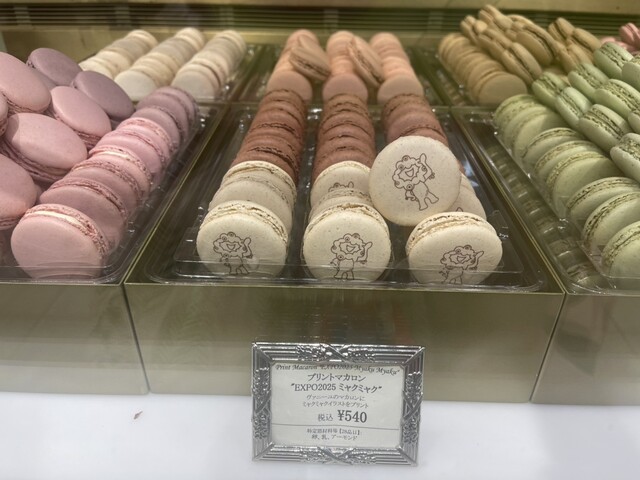 Print Macaron "EXPO2025 Myaku Myaku"
プリントマカロン
"EXPO2025 ミャクミャク"
ヴァニーユのマカロンに
ミャクミャクイラストをプリント
税込 ¥540
特定原材料等【28品目】
卵、乳、アーモンド